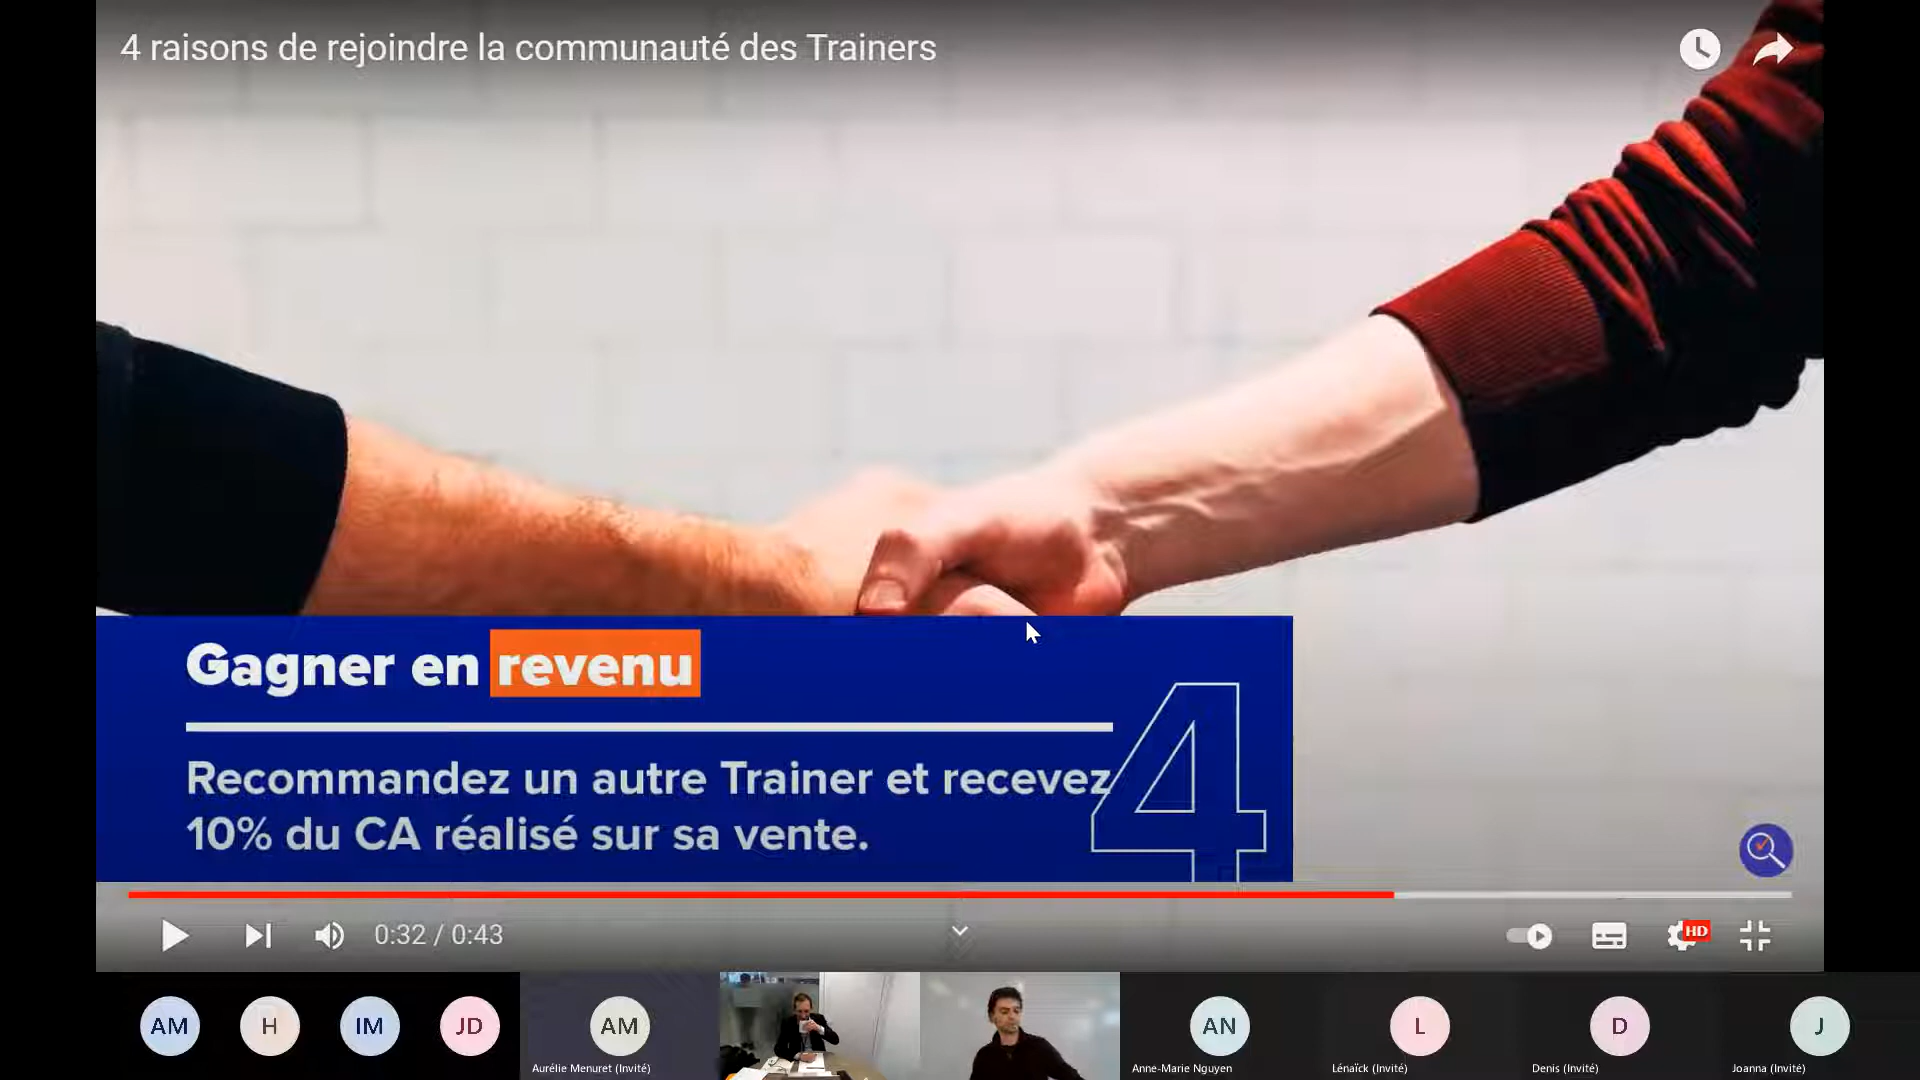 4 raisons de rejoindre la communauté des Trainers
Gagner en revenu
Recommandez un autre Trainer et recevez
10% du CA réalisé sur sa vente.
4
0:32 / 0:43
HD
AM
H
IM
JD
AM
Aurélie Menuret (Invité)
AN
Anne-Marie Nguyen
L
Lénaïck (Invité)
D
Denis (Invité)
J
Joanna (Invité)